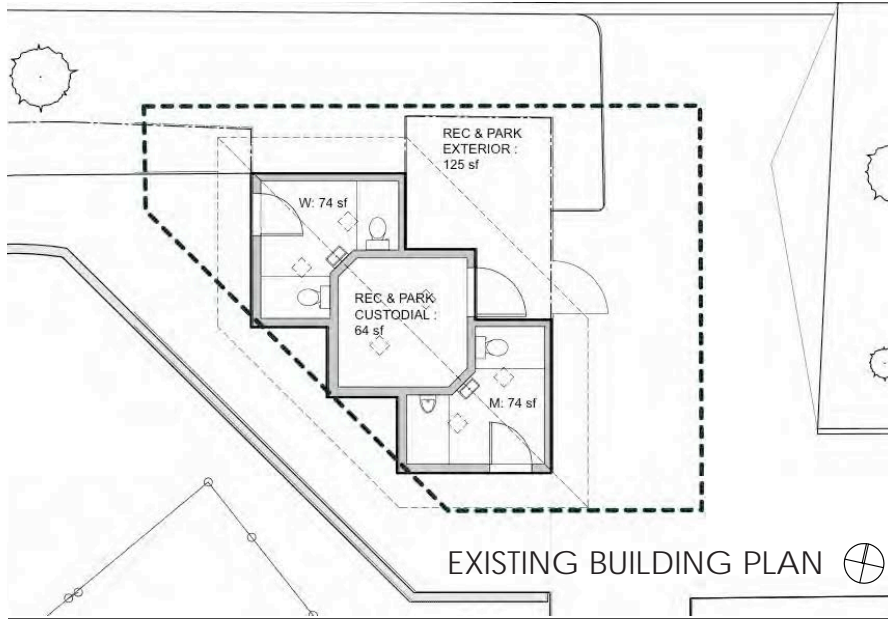 REC & PARK
EXTERIOR :
125 sf
W: 74 sf
REC & PARK
CUSTODIAL :
64 sf
M: 74 sf
EXISTING BUILDING PLAN